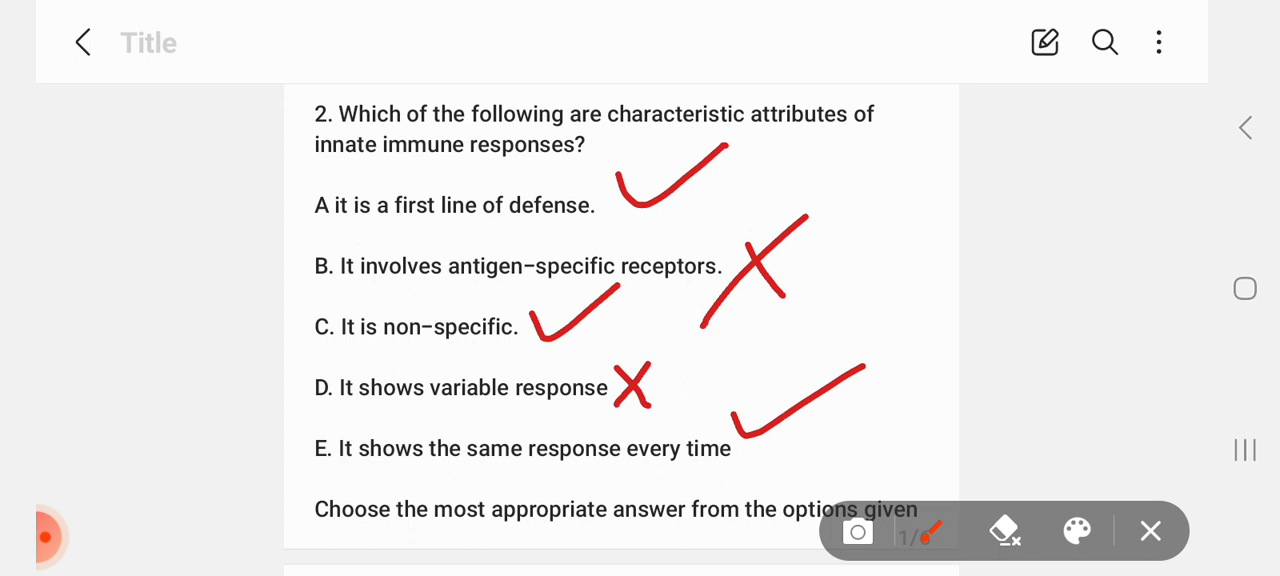 Title
2. Which of the following are characteristic attributes of
innate immune responses?
A it is a first line of defense.
B. It involves antigen-specific receptors.
C. It is non-specific.
D. It shows variable response
E. It shows the same response every time
Choose the most appropriate answer from the options given